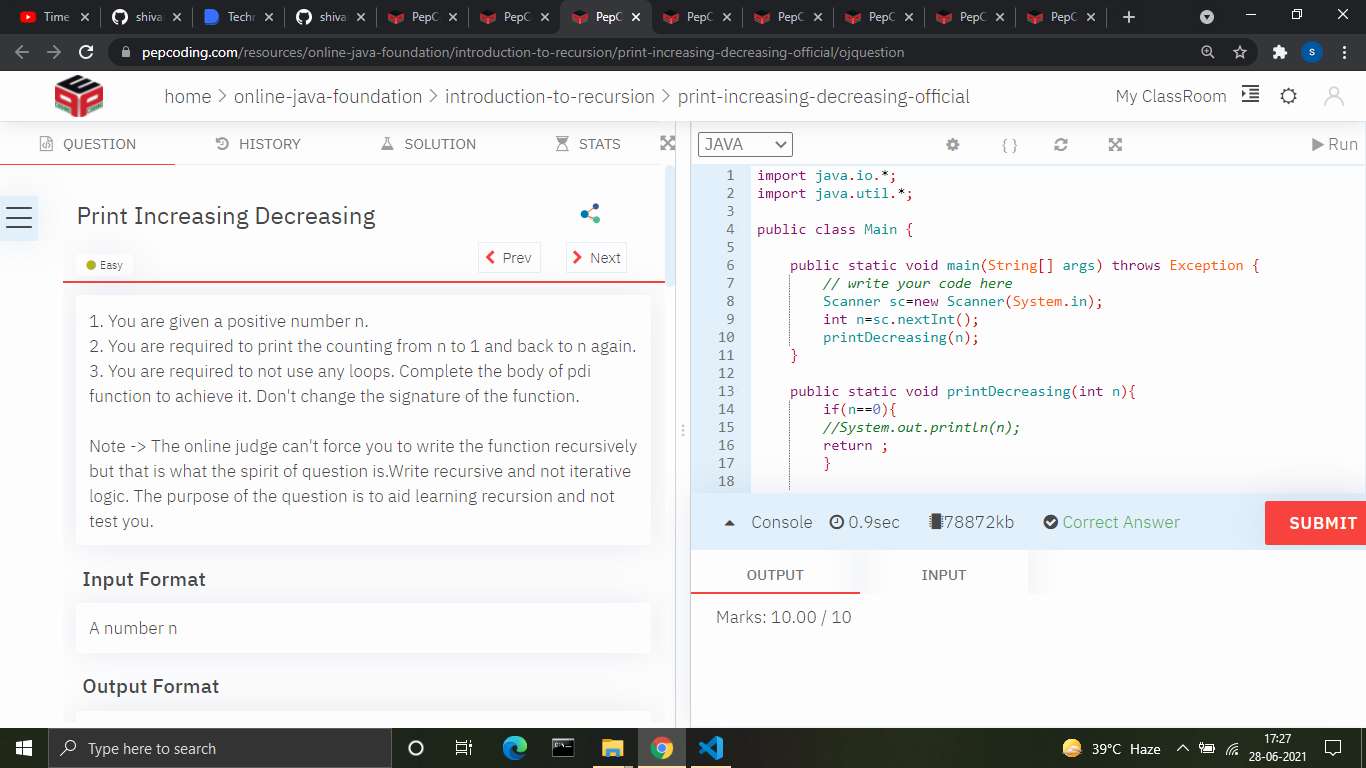 Time
shiva
Techr
shiva
PepC
PepC
PepC
PepC
PepC
PepC
PepC
PepC
pepcoding.com/resources/online-java-foundation/introduction-to-recursion/print-increasing-decreasing-official/ojquestion
S
home > online-java-foundation > introduction-to-recursion > print-increasing-decreasing-official
My ClassRoom
QUESTION
HISTORY
SOLUTION
STATS
Print Increasing Decreasing
Easy
Prev
Next
1. You are given a positive number n.
2. You are required to print the counting from n to 1 and back to n again.
3. You are required to not use any loops. Complete the body of pdi
function to achieve it. Don't change the signature of the function.
Note -> The online judge can't force you to write the function recursively
but that is what the spirit of question is.Write recursive and not iterative
logic. The purpose of the question is to aid learning recursion and not
test you.
Input Format
A number n
Output Format
JAVA
{ }
Run
1 import java.io.*;
2 import java.util.*;
3
4 public class Main {
5
6 public static void main(String[] args) throws Exception {
7 // write your code here
8 Scanner sc=new Scanner(System.in);
9 int n=sc.nextInt();
10 printDecreasing(n);
11 }
12
13 public static void printDecreasing(int n){
14 if(n==0){
15 //System.out.println(n);
16 return ;
17 }
18
Console
0.9sec
78872kb
Correct Answer
SUBMIT
OUTPUT
INPUT
Marks: 10.00 / 10
Type here to search
39°C Haze
17:27
28-06-2021